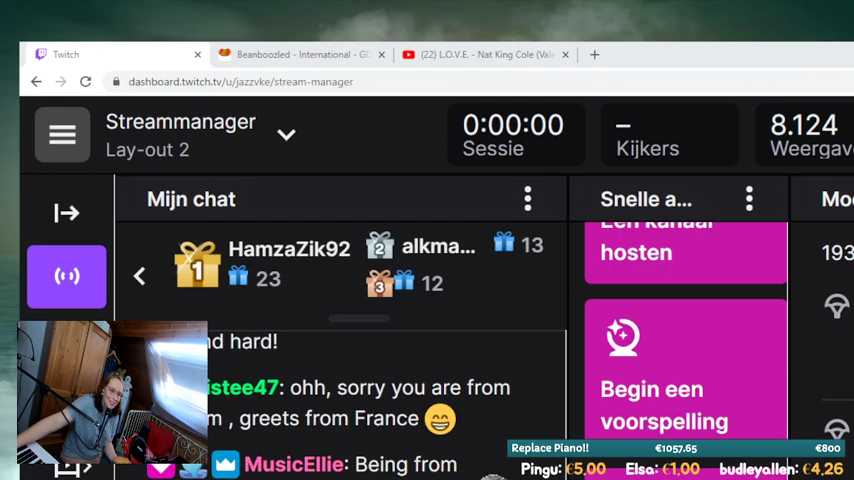 Twitch
Beanboozled - International - GD
(22) L.O.V.E. - Nat King Cole (Vale
dashboard.twitch.tv/u/jazzvke/stream-manager
Streammanager
Lay-out 2
0:00:00
Sessie
–
Kijkers
8.124
Weergav
Mijn chat
Snelle a...
Mo
HamzaZik92
23
2
alkma...
13
1
3
12
Een kanaal
hosten
193
nd hard!
istee47: ohh, sorry you are from
m , greets from France 😄
MusicEllie: Being from
Begin een
voorspelling
Replace Piano!! €1057.65 €800
Pingu: €5.00 Elsa: €1.00 budleyallen: €4.26